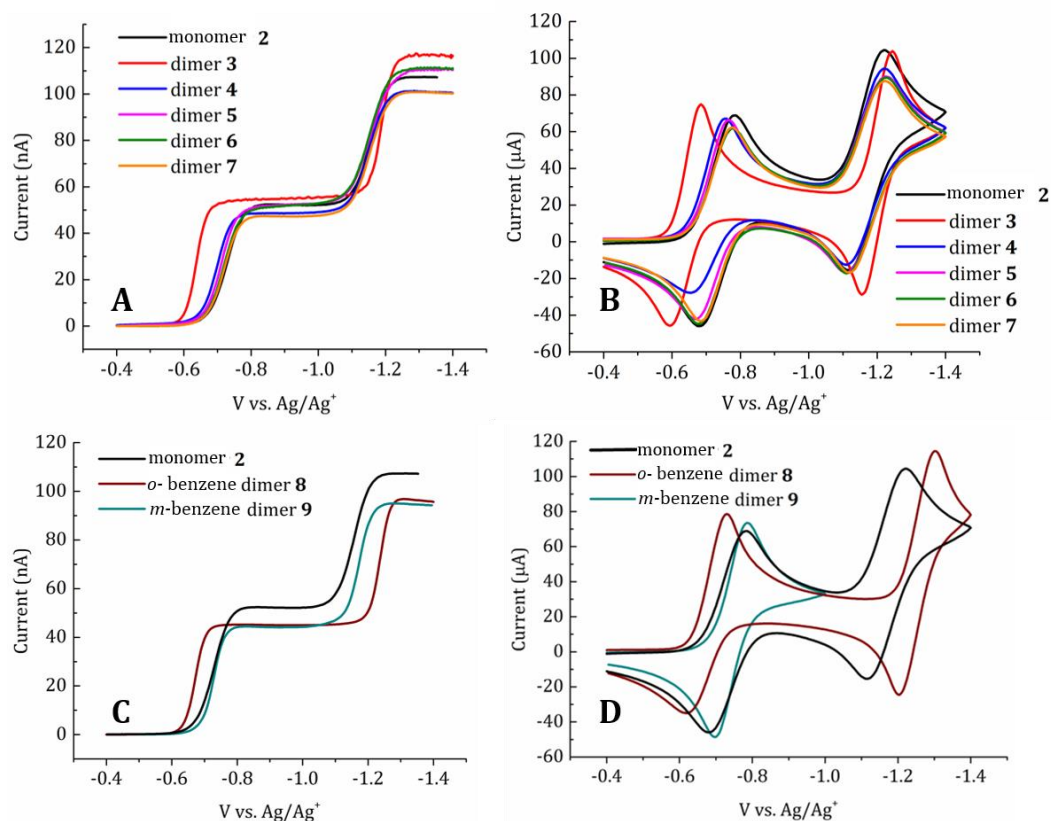 120
100
80
60
40
20
0
Current (nA)
monomer 2
dimer 3
dimer 4
dimer 5
dimer 6
dimer 7
A
-0.4 -0.6 -0.8 -1.0 -1.2 -1.4
V vs. Ag/Ag⁺
120
100
80
60
40
20
0
-20
-40
-60
Current (µA)
monomer 2
dimer 3
dimer 4
dimer 5
dimer 6
dimer 7
B
-0.4 -0.6 -0.8 -1.0 -1.2 -1.4
V vs. Ag/Ag⁺
120
100
80
60
40
20
0
Current (nA)
monomer 2
o- benzene dimer 8
m-benzene dimer 9
C
-0.4 -0.6 -0.8 -1.0 -1.2 -1.4
V vs. Ag/Ag⁺
120
100
80
60
40
20
0
-20
-40
-60
Current (µA)
monomer 2
o- benzene dimer 8
m-benzene dimer 9
D
-0.4 -0.6 -0.8 -1.0 -1.2 -1.4
V vs. Ag/Ag⁺